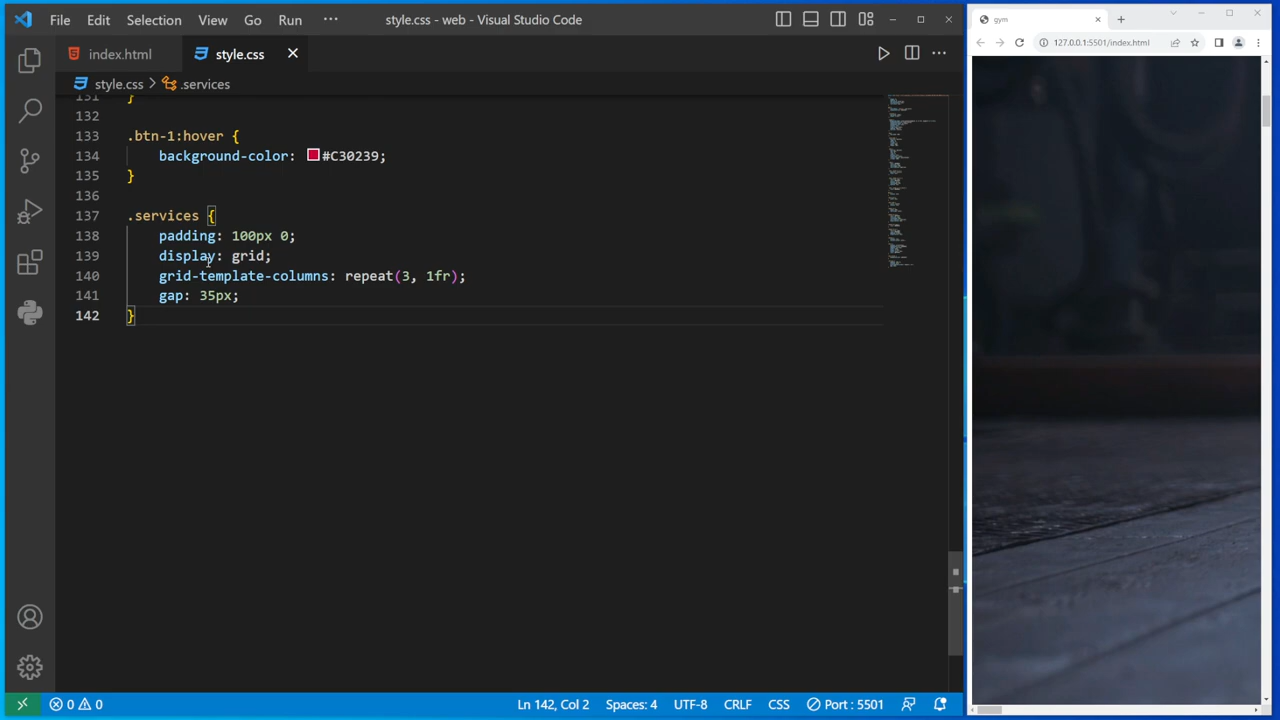 File Edit Selection View Go Run ··· style.css - web - Visual Studio Code
gym
index.html style.css
127.0.0.1:5501/index.html
style.css > .services
131 }
132
133 .btn-1:hover {
134 background-color: #C30239;
135 }
136
137 .services {
138 padding: 100px 0;
139 display: grid;
140 grid-template-columns: repeat(3, 1fr);
141 gap: 35px;
142 }
0 0 Ln 142, Col 2 Spaces: 4 UTF-8 CRLF CSS Port : 5501